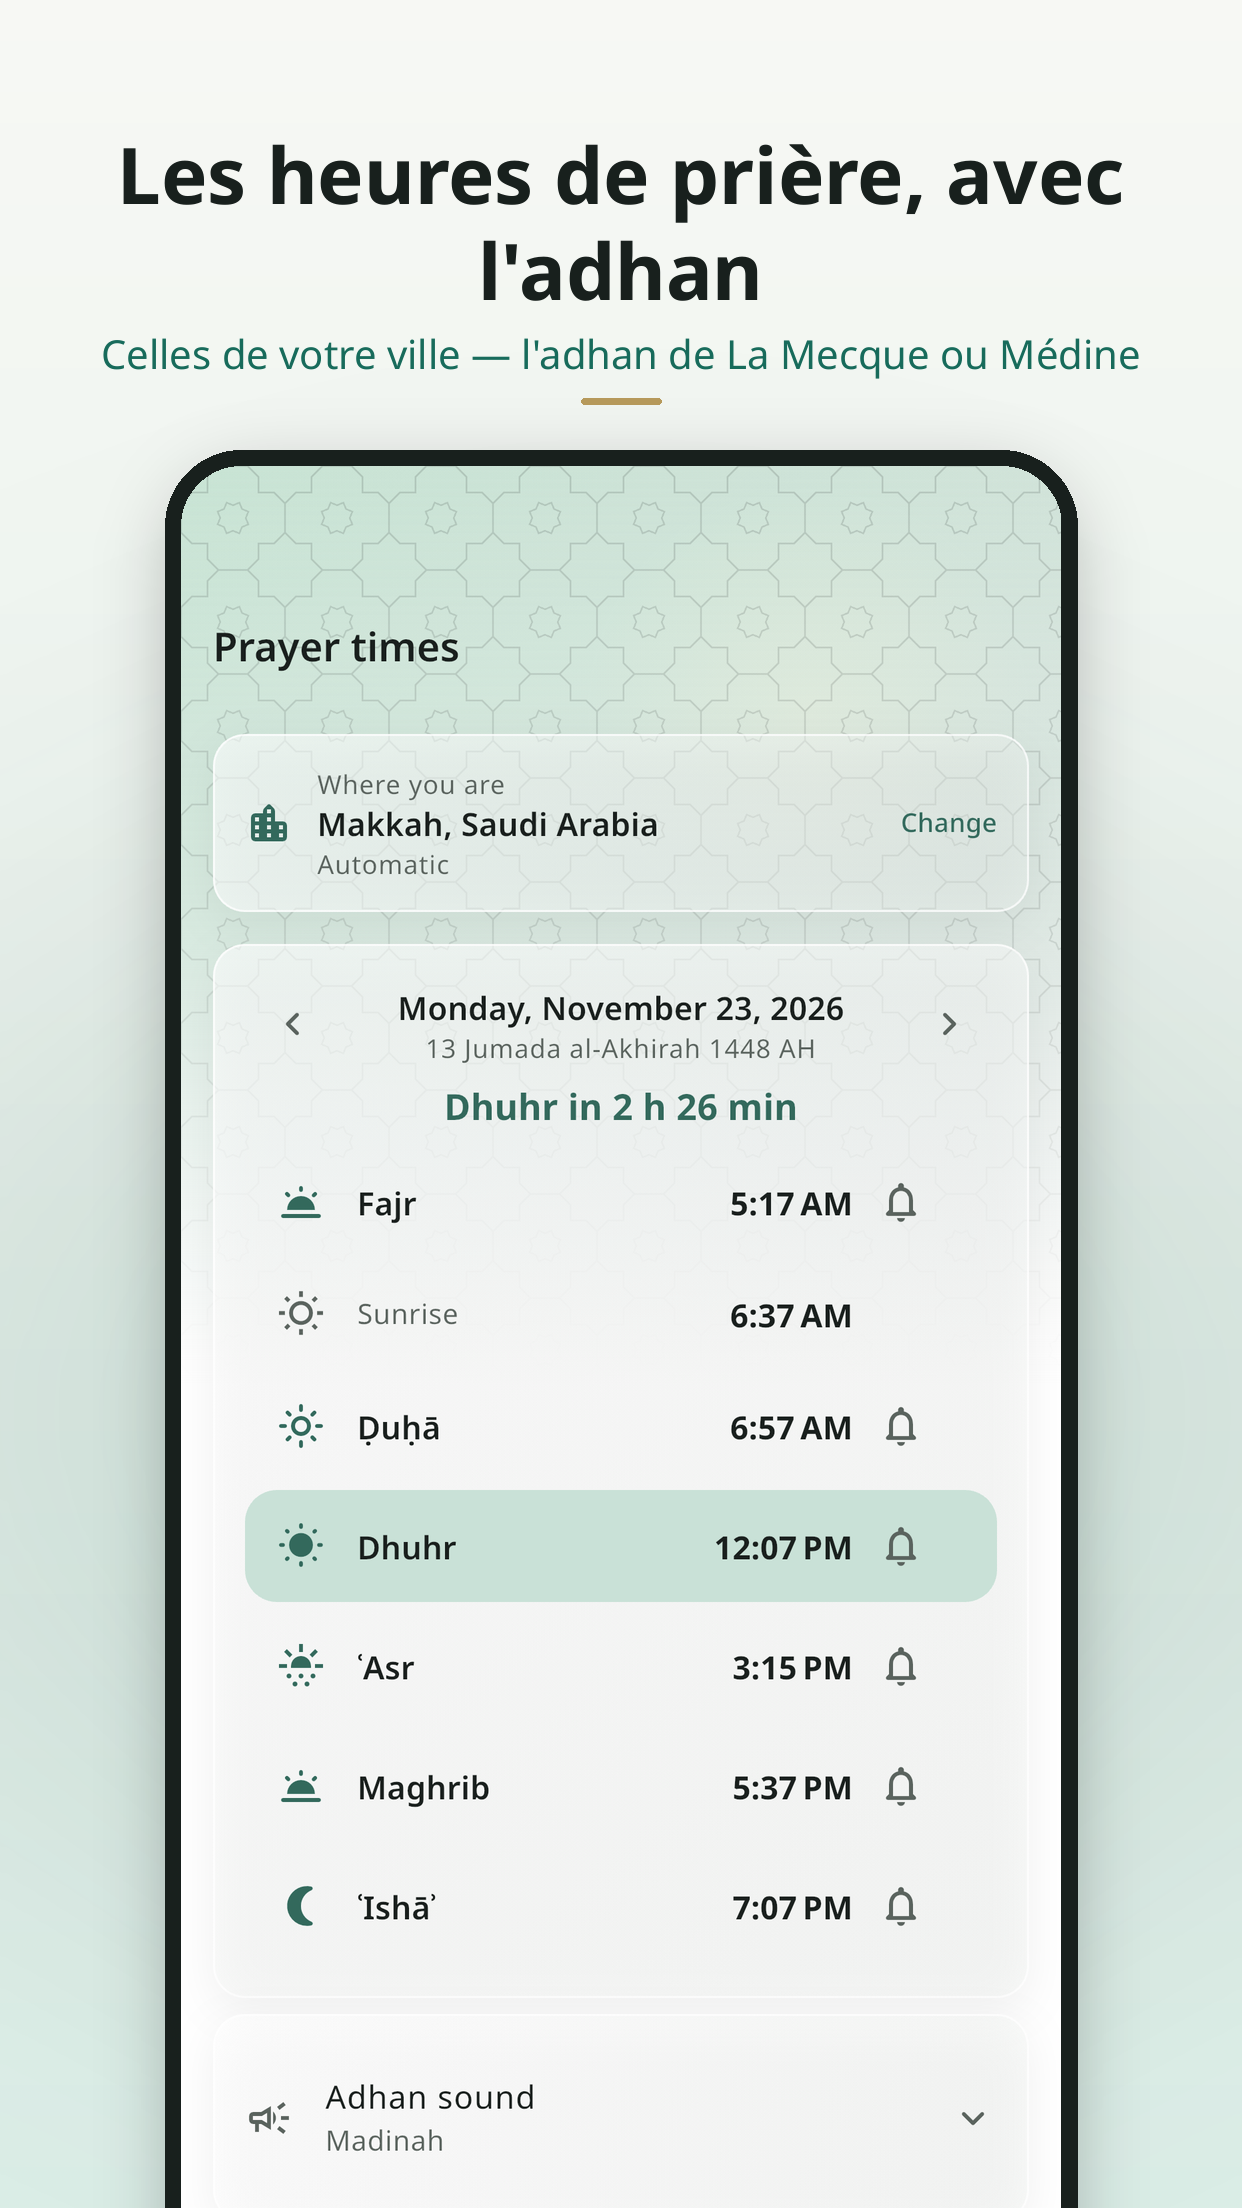 Les heures de prière, avec
l'adhan
Celles de votre ville — l'adhan de La Mecque ou Médine
Prayer times
Where you are
Makkah, Saudi Arabia
Automatic
Change
Monday, November 23, 2026
13 Jumada al-Akhirah 1448 AH
Dhuhr in 2 h 26 min
Fajr 5:17 AM
Sunrise 6:37 AM
Ḍuḥā 6:57 AM
Dhuhr 12:07 PM
ʿAsr 3:15 PM
Maghrib 5:37 PM
ʿIshāʾ 7:07 PM
Adhan sound
Madinah